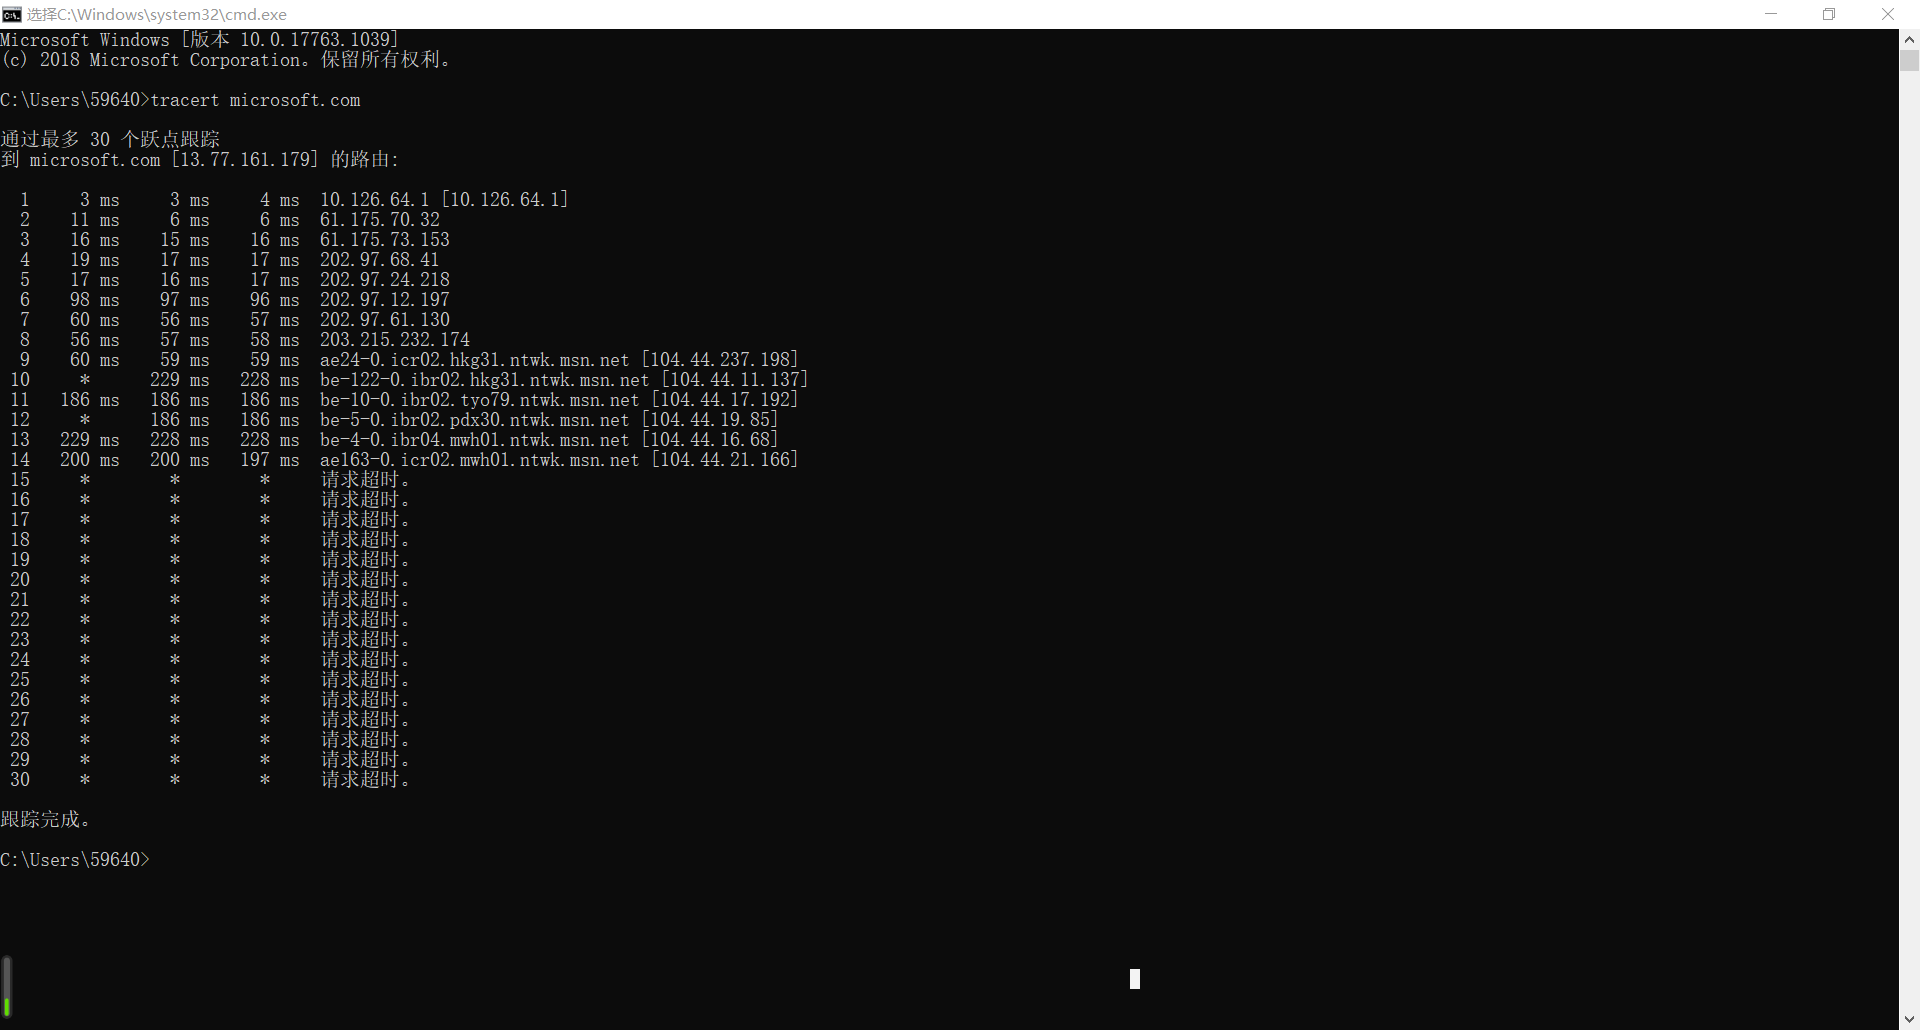 选择C:\Windows\system32\cmd.exe
Microsoft Windows [版本 10.0.17763.1039]
(c) 2018 Microsoft Corporation。保留所有权利。
C:\Users\59640>tracert microsoft.com
通过最多 30 个跃点跟踪
到 microsoft.com [13.77.161.179] 的路由:
1 3 ms 3 ms 4 ms 10.126.64.1 [10.126.64.1]
2 11 ms 6 ms 6 ms 61.175.70.32
3 16 ms 15 ms 16 ms 61.175.73.153
4 19 ms 17 ms 17 ms 202.97.68.41
5 17 ms 16 ms 17 ms 202.97.24.218
6 98 ms 97 ms 96 ms 202.97.12.197
7 60 ms 56 ms 57 ms 202.97.61.130
8 56 ms 57 ms 58 ms 203.215.232.174
9 60 ms 59 ms 59 ms ae24-0.icr02.hkg31.ntwk.msn.net [104.44.237.198]
10 * 229 ms 228 ms be-122-0.ibr02.hkg31.ntwk.msn.net [104.44.11.137]
11 186 ms 186 ms 186 ms be-10-0.ibr02.tyo79.ntwk.msn.net [104.44.17.192]
12 * 186 ms 186 ms be-5-0.ibr02.pdx30.ntwk.msn.net [104.44.19.85]
13 229 ms 228 ms 228 ms be-4-0.ibr04.mwh01.ntwk.msn.net [104.44.16.68]
14 200 ms 200 ms 197 ms ae163-0.icr02.mwh01.ntwk.msn.net [104.44.21.166]
15 * * * 请求超时。
16 * * * 请求超时。
17 * * * 请求超时。
18 * * * 请求超时。
19 * * * 请求超时。
20 * * * 请求超时。
21 * * * 请求超时。
22 * * * 请求超时。
23 * * * 请求超时。
24 * * * 请求超时。
25 * * * 请求超时。
26 * * * 请求超时。
27 * * * 请求超时。
28 * * * 请求超时。
29 * * * 请求超时。
30 * * * 请求超时。
跟踪完成。
C:\Users\59640>